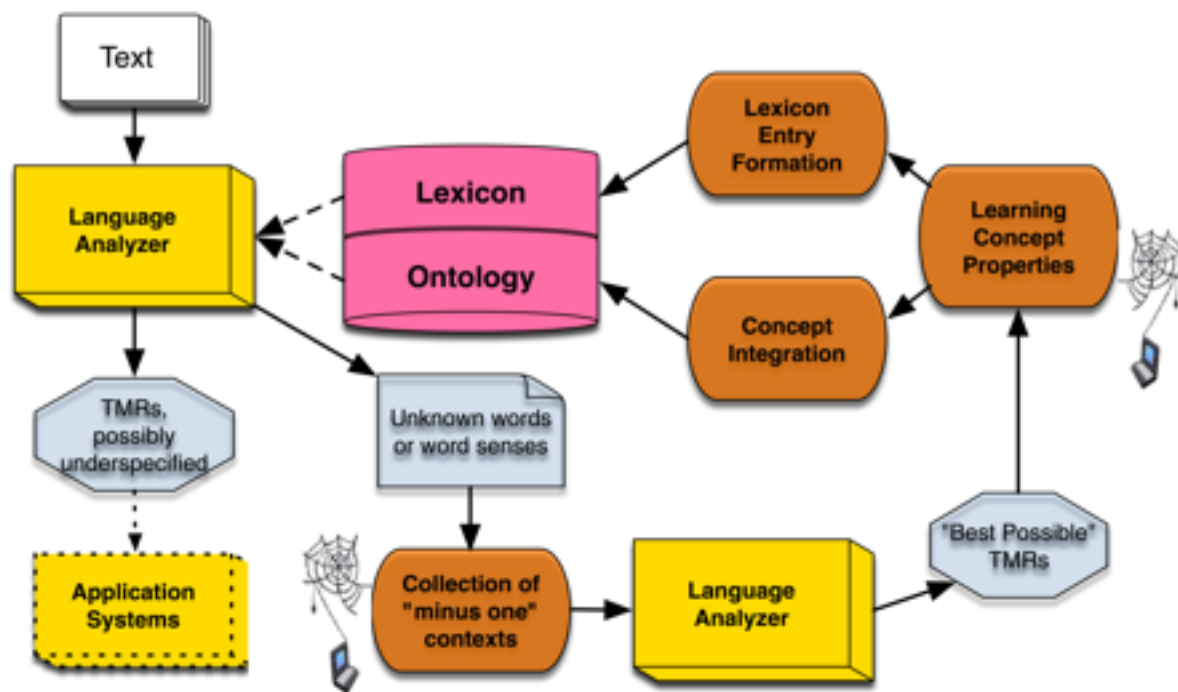 Text
Language
Analyzer
Lexicon
Ontology
Lexicon
Entry
Formation
Concept
Integration
Learning
Concept
Properties
TMRs,
possibly
underspecified
Unknown words
or word senses
Application
Systems
Collection of
"minus one"
contexts
Language
Analyzer
"Best Possible"
TMRs